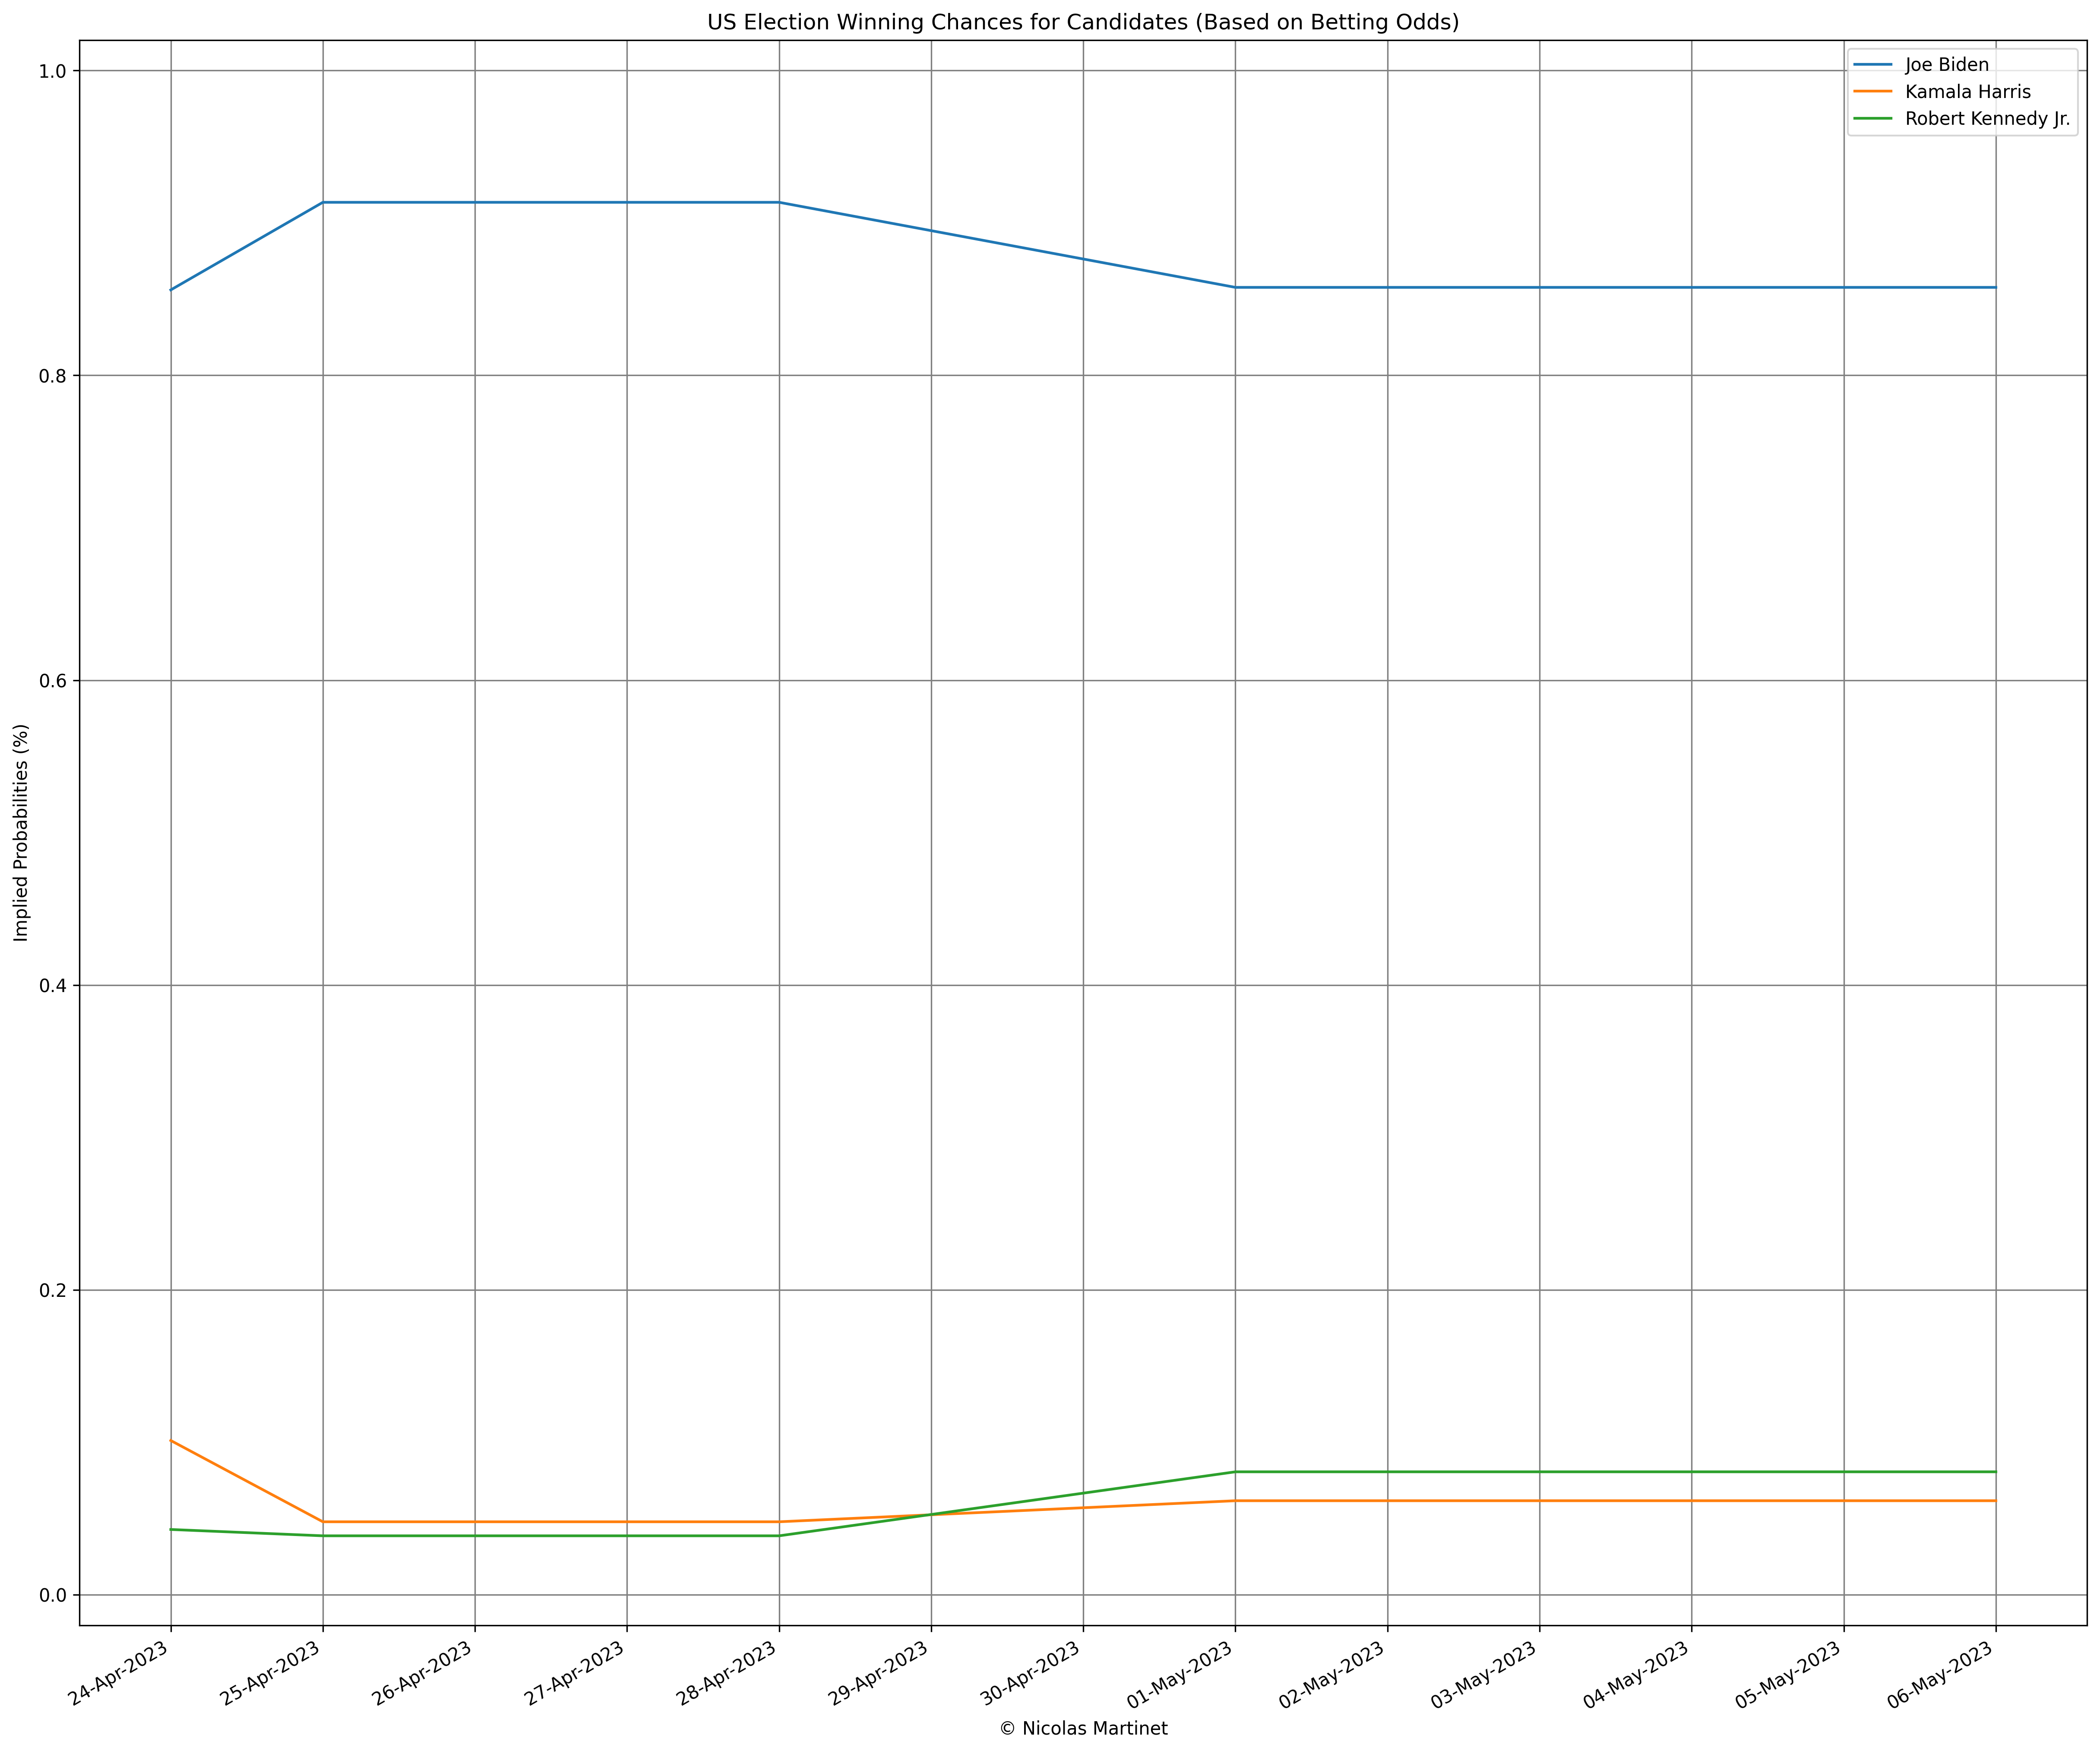 US Election Winning Chances for Candidates (Based on Betting Odds)
Joe Biden
Kamala Harris
Robert Kennedy Jr.
Implied Probabilities (%)
1.0
0.8
0.6
0.4
0.2
0.0
24-Apr-2023
25-Apr-2023
26-Apr-2023
27-Apr-2023
28-Apr-2023
29-Apr-2023
30-Apr-2023
01-May-2023
02-May-2023
03-May-2023
04-May-2023
05-May-2023
06-May-2023
© Nicolas Martinet